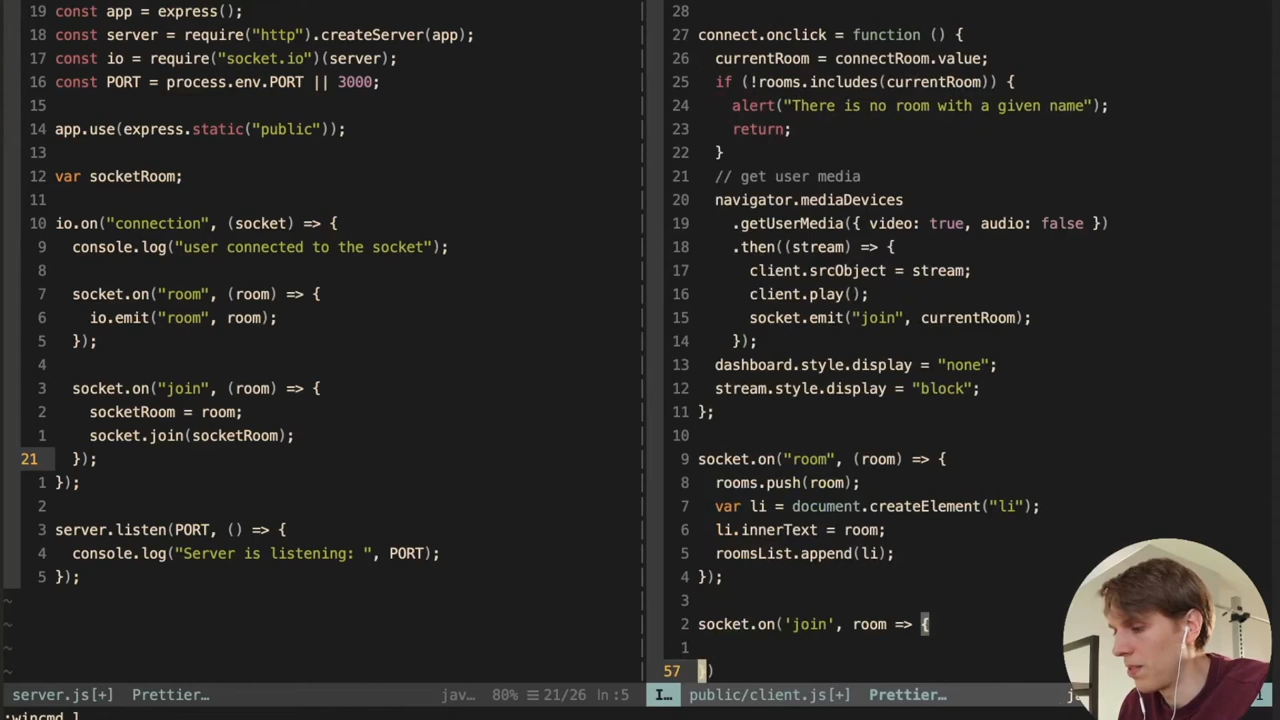 19 const app = express();
18 const server = require("http").createServer(app);
17 const io = require("socket.io")(server);
16 const PORT = process.env.PORT || 3000;
15
14 app.use(express.static("public"));
13
12 var socketRoom;
11
10 io.on("connection", (socket) => {
9 console.log("user connected to the socket");
8
7 socket.on("room", (room) => {
6 io.emit("room", room);
5 });
4
3 socket.on("join", (room) => {
2 socketRoom = room;
1 socket.join(socketRoom);
21 });
1 });
2
3 server.listen(PORT, () => {
4 console.log("Server is listening: ", PORT);
5 });
~
~
~
~
server.js[+] Prettier… jav… 80% ☰ 21/26 ln:5
:wincmd l
28
27 connect.onclick = function () {
26 currentRoom = connectRoom.value;
25 if (!rooms.includes(currentRoom)) {
24 alert("There is no room with a given name");
23 return;
22 }
21 // get user media
20 navigator.mediaDevices
19 .getUserMedia({ video: true, audio: false })
18 .then((stream) => {
17 client.srcObject = stream;
16 client.play();
15 socket.emit("join", currentRoom);
14 });
13 dashboard.style.display = "none";
12 stream.style.display = "block";
11 };
10
9 socket.on("room", (room) => {
8 rooms.push(room);
7 var li = document.createElement("li");
6 li.innerText = room;
5 roomsList.append(li);
4 });
3
2 socket.on('join', room => {
1
57 })
I… public/client.js[+] Prettier…